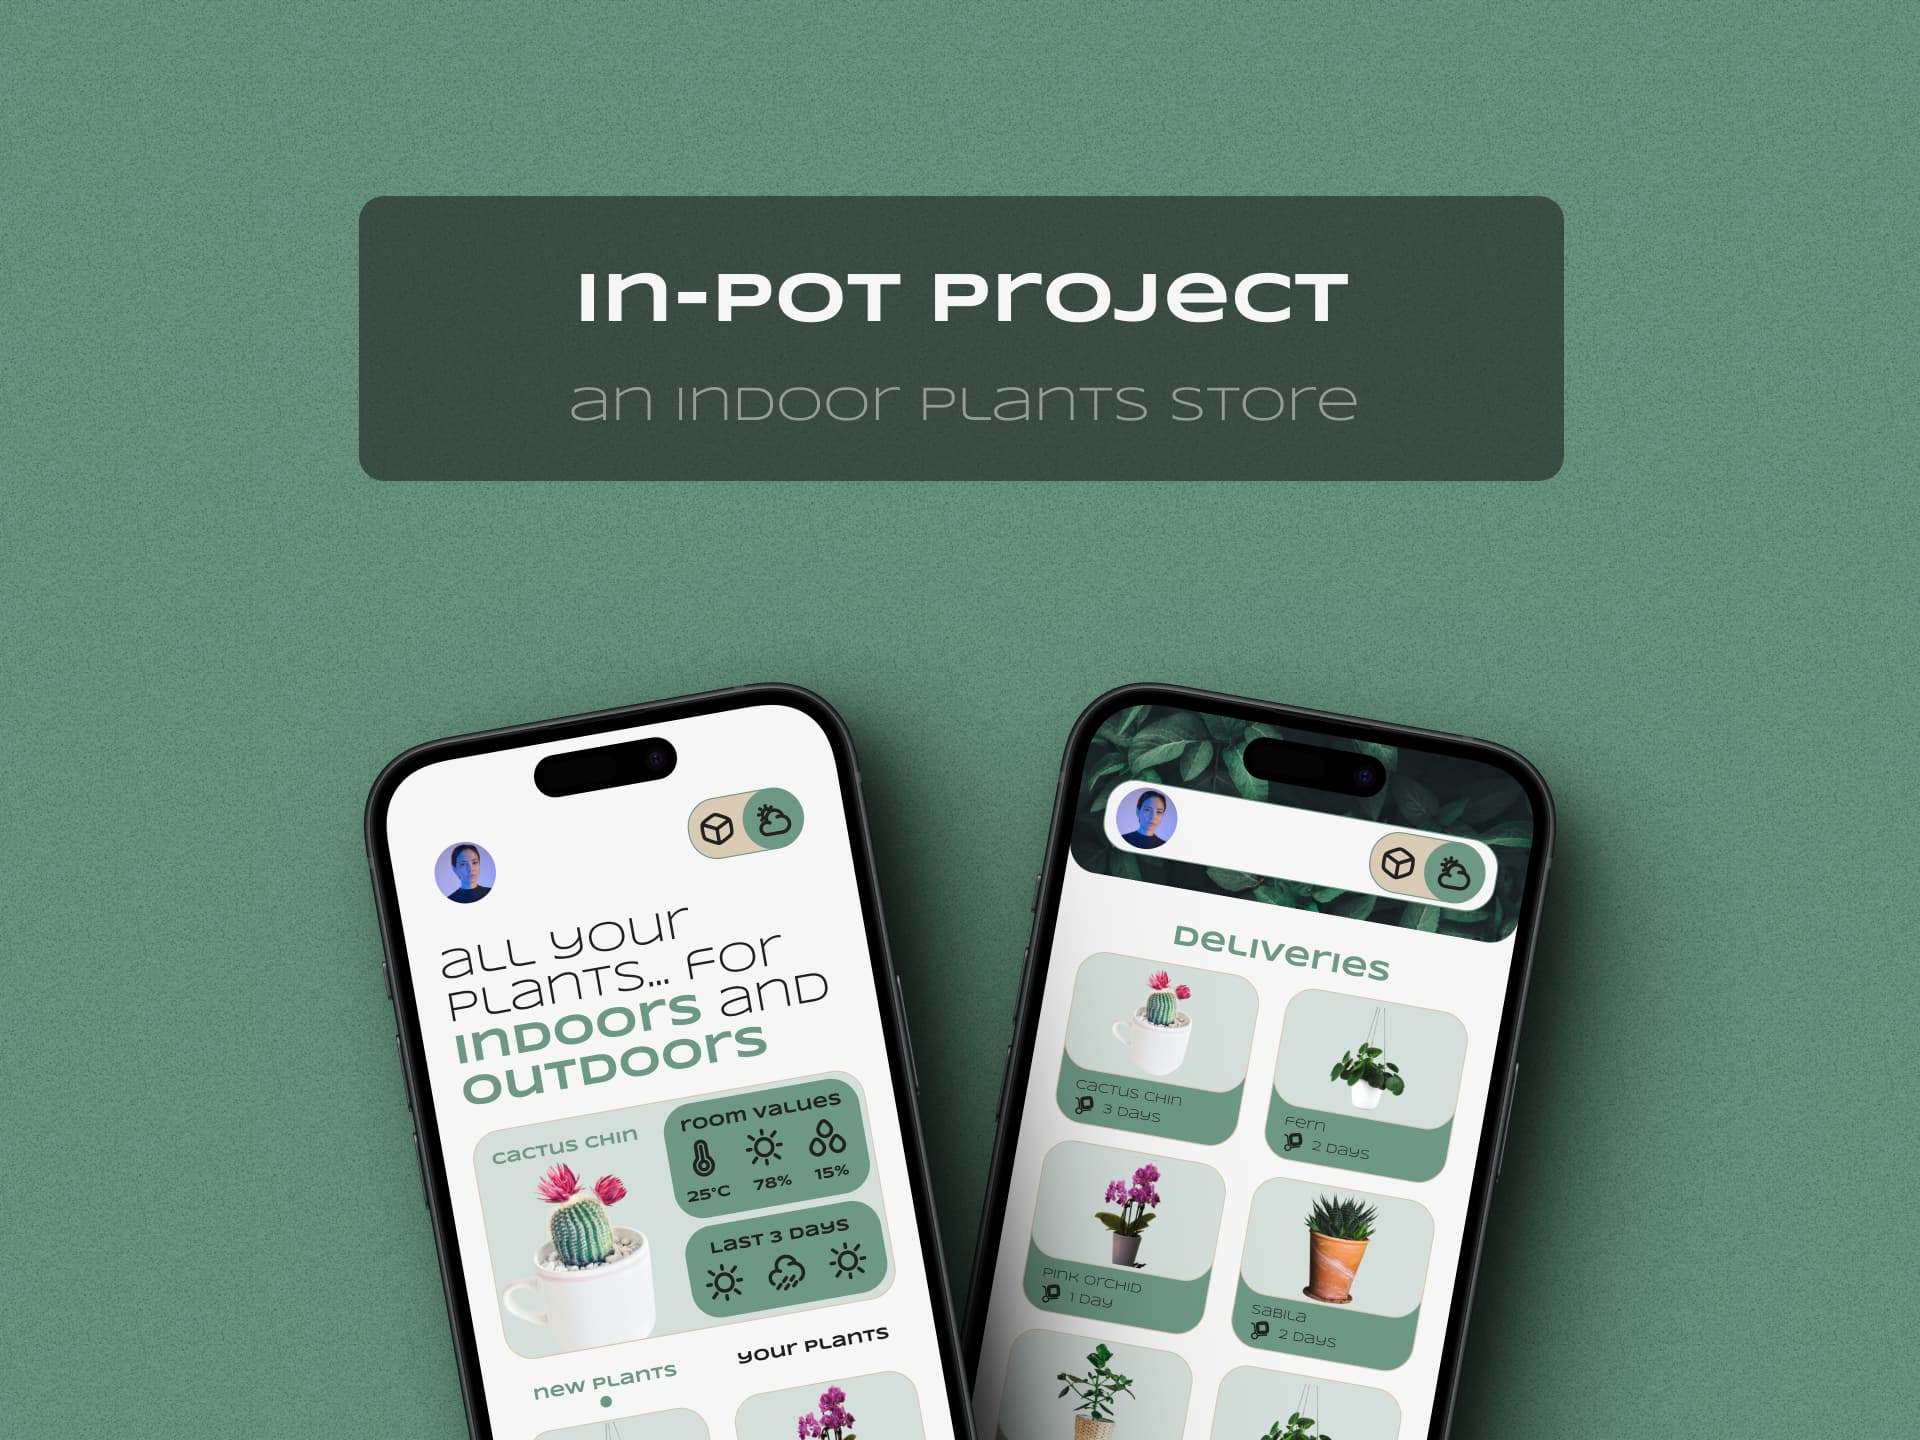 In-Pot Project
an indoor plants store
all your
plants... for
indoors and
outdoors
cactus chin
room values
25°C 78% 15%
last 3 days
new plants
your plants
Deliveries
cactus chin
3 days
Fern
2 days
Pink orchid
1 day
Sabila
2 days